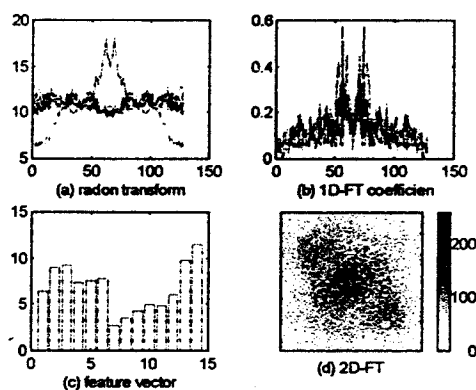 20
15
10
5
0 50 100 150
(a) radon transform
0.6
0.4
0.2
0
0 50 100 150
(b) 1D-FT coefficien
15
10
5
0
0 5 10 15
(c) feature vector
200
100
0
(d) 2D-FT